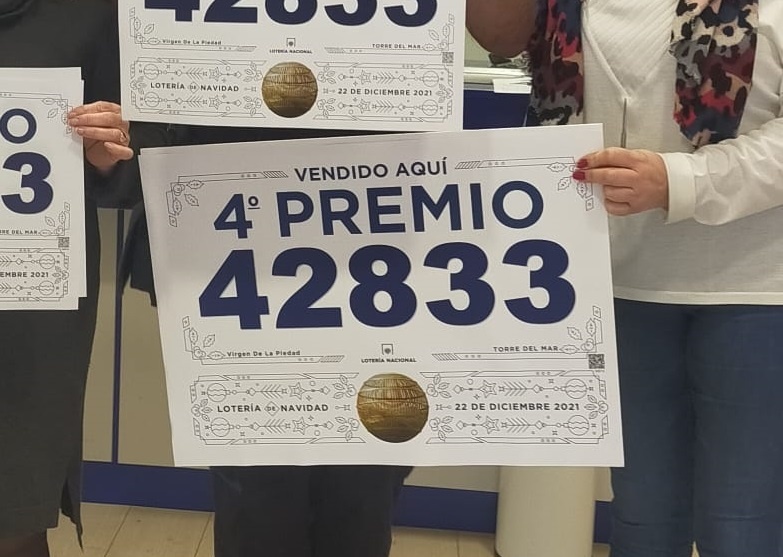 42833
Virgen De La Piedad
LOTERÍA NACIONAL
TORRE DEL MAR
LOTERÍA DE NAVIDAD
22 DE DICIEMBRE 2021
O
3
RRE DEL MAR
CIEMBRE 2021
VENDIDO AQUÍ
4º PREMIO
42833
Virgen De La Piedad
LOTERÍA NACIONAL
TORRE DEL MAR
LOTERÍA DE NAVIDAD
22 DE DICIEMBRE 2021